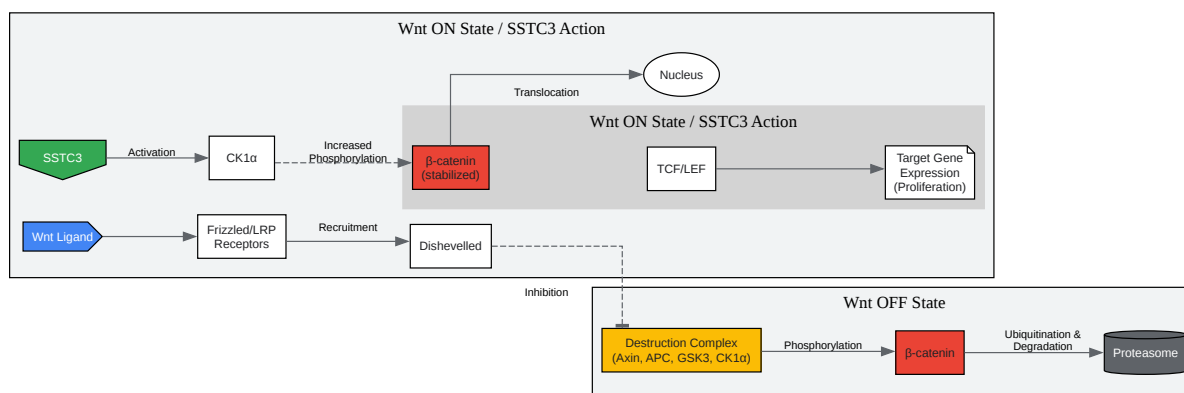 Wnt ON State / SSTC3 Action
Nucleus
Translocation
Wnt ON State / SSTC3 Action
SSTC3
Activation
CK1α
Increased
Phosphorylation
β-catenin
(stabilized)
TCF/LEF
Target Gene
Expression
(Proliferation)
Wnt Ligand
Frizzled/LRP
Receptors
Recruitment
Dishevelled
Inhibition
Wnt OFF State
Destruction Complex
(Axin, APC, GSK3, CK1α)
Phosphorylation
β-catenin
Ubiquitination &
Degradation
Proteasome